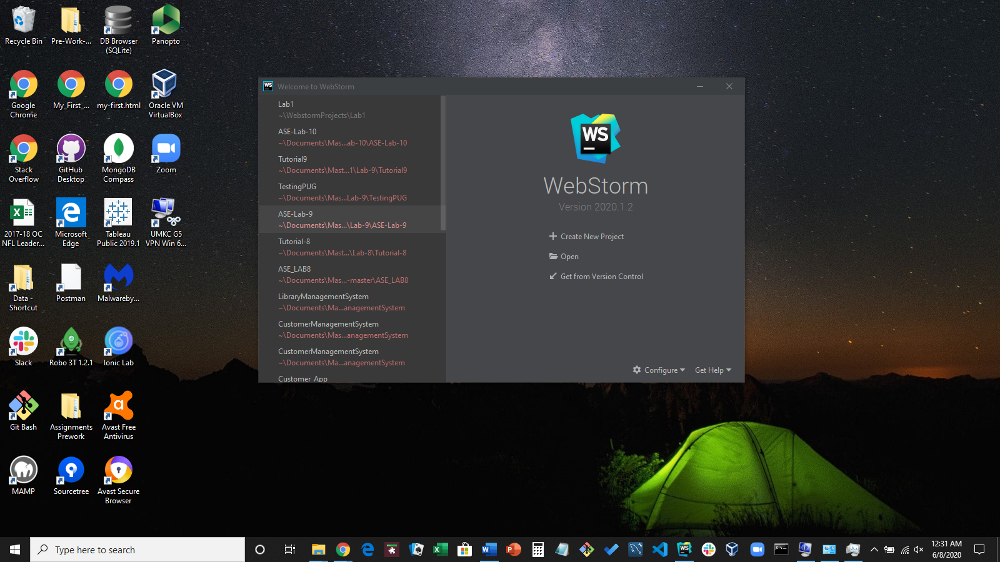 Recycle Bin
Pre-Work-...
DB Browser
(SQLite)
Panopto
Google
Chrome
My_First_...
my-first.html
Oracle VM
VirtualBox
Stack
Overflow
GitHub
Desktop
MongoDB
Compass
Zoom
2017-18 OC
NFL Leader...
Microsoft
Edge
Tableau
Public 2019.1
UMKC G5
VPN Win 6...
Data -
Shortcut
Postman
Malwareby...
Slack
Robo 3T 1.2.1
Ionic Lab
Git Bash
Assignments
Prework
Avast Free
Antivirus
MAMP
Sourcetree
Avast Secure
Browser
WS
Welcome to WebStorm
Lab1
~\WebstormProjects\Lab1
ASE-Lab-10
~\Documents\Mas...ab-10\ASE-Lab-10
Tutorial9
~\Documents\Mast...1\Lab-9\Tutorial9
TestingPUG
~\Documents\Mas...Lab-9\TestingPUG
ASE-Lab-9
~\Documents\Mas...\Lab-9\ASE-Lab-9
Tutorial-8
~\Documents\Mast...\Lab-8\Tutorial-8
ASE_LAB8
~\Documents\Mas...-master\ASE_LAB8
LibraryManagementSystem
~\Documents\Ma...anagementSystem
CustomerManagementSystem
~\Documents\Mas...anagementSystem
CustomerManagementSystem
~\Documents\Ma...anagementSystem
Customer App
WS
WebStorm
Version 2020.1.2
Create New Project
Open
Get from Version Control
Configure
Get Help
Type here to search
12:31 AM
6/8/2020